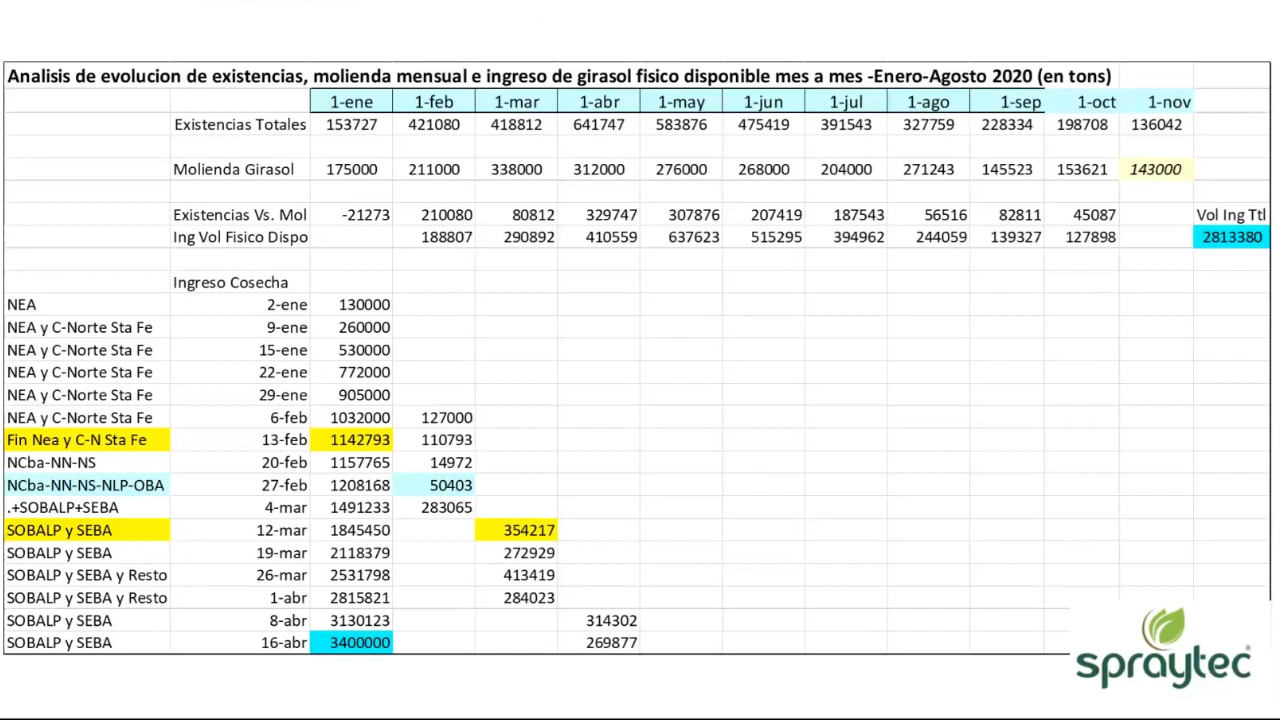 Analisis de evolucion de existencias, molienda mensual e ingreso de girasol fisico disponible mes a mes -Enero-Agosto 2020 (en tons)
1-ene 1-feb 1-mar 1-abr 1-may 1-jun 1-jul 1-ago 1-sep 1-oct 1-nov
Existencias Totales 153727 421080 418812 641747 583876 475419 391543 327759 228334 198708 136042
Molienda Girasol 175000 211000 338000 312000 276000 268000 204000 271243 145523 153621 143000
Existencias Vs. Mol -21273 210080 80812 329747 307876 207419 187543 56516 82811 45087 Vol Ing Ttl
Ing Vol Fisico Dispo 188807 290892 410559 637623 515295 394962 244059 139327 127898 2813380
Ingreso Cosecha
NEA 2-ene 130000
NEA y C-Norte Sta Fe 9-ene 260000
NEA y C-Norte Sta Fe 15-ene 530000
NEA y C-Norte Sta Fe 22-ene 772000
NEA y C-Norte Sta Fe 29-ene 905000
NEA y C-Norte Sta Fe 6-feb 1032000 127000
Fin Nea y C-N Sta Fe 13-feb 1142793 110793
NCba-NN-NS 20-feb 1157765 14972
NCba-NN-NS-NLP-OBA 27-feb 1208168 50403
.+SOBALP+SEBA 4-mar 1491233 283065
SOBALP y SEBA 12-mar 1845450 354217
SOBALP y SEBA 19-mar 2118379 272929
SOBALP y SEBA y Resto 26-mar 2531798 413419
SOBALP y SEBA y Resto 1-abr 2815821 284023
SOBALP y SEBA 8-abr 3130123 314302
SOBALP y SEBA 16-abr 3400000 269877
spraytec